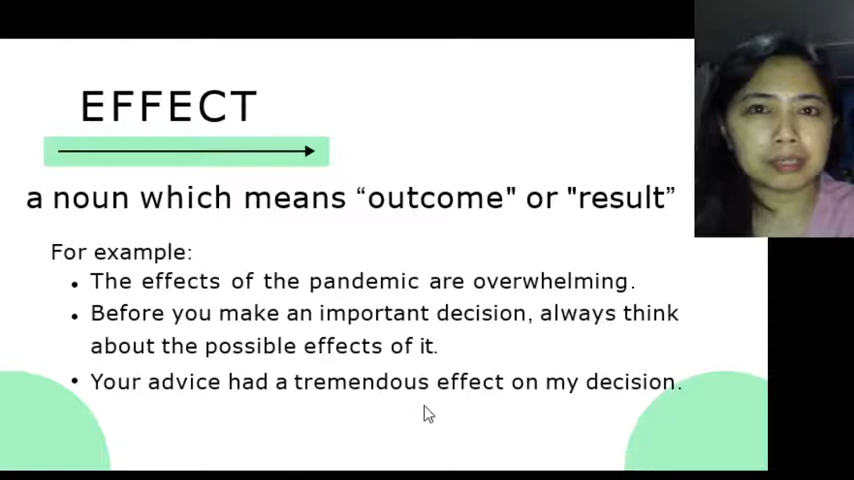 EFFECT
a noun which means “outcome" or "result”
For example:
• The effects of the pandemic are overwhelming.
• Before you make an important decision, always think
about the possible effects of it.
• Your advice had a tremendous effect on my decision.